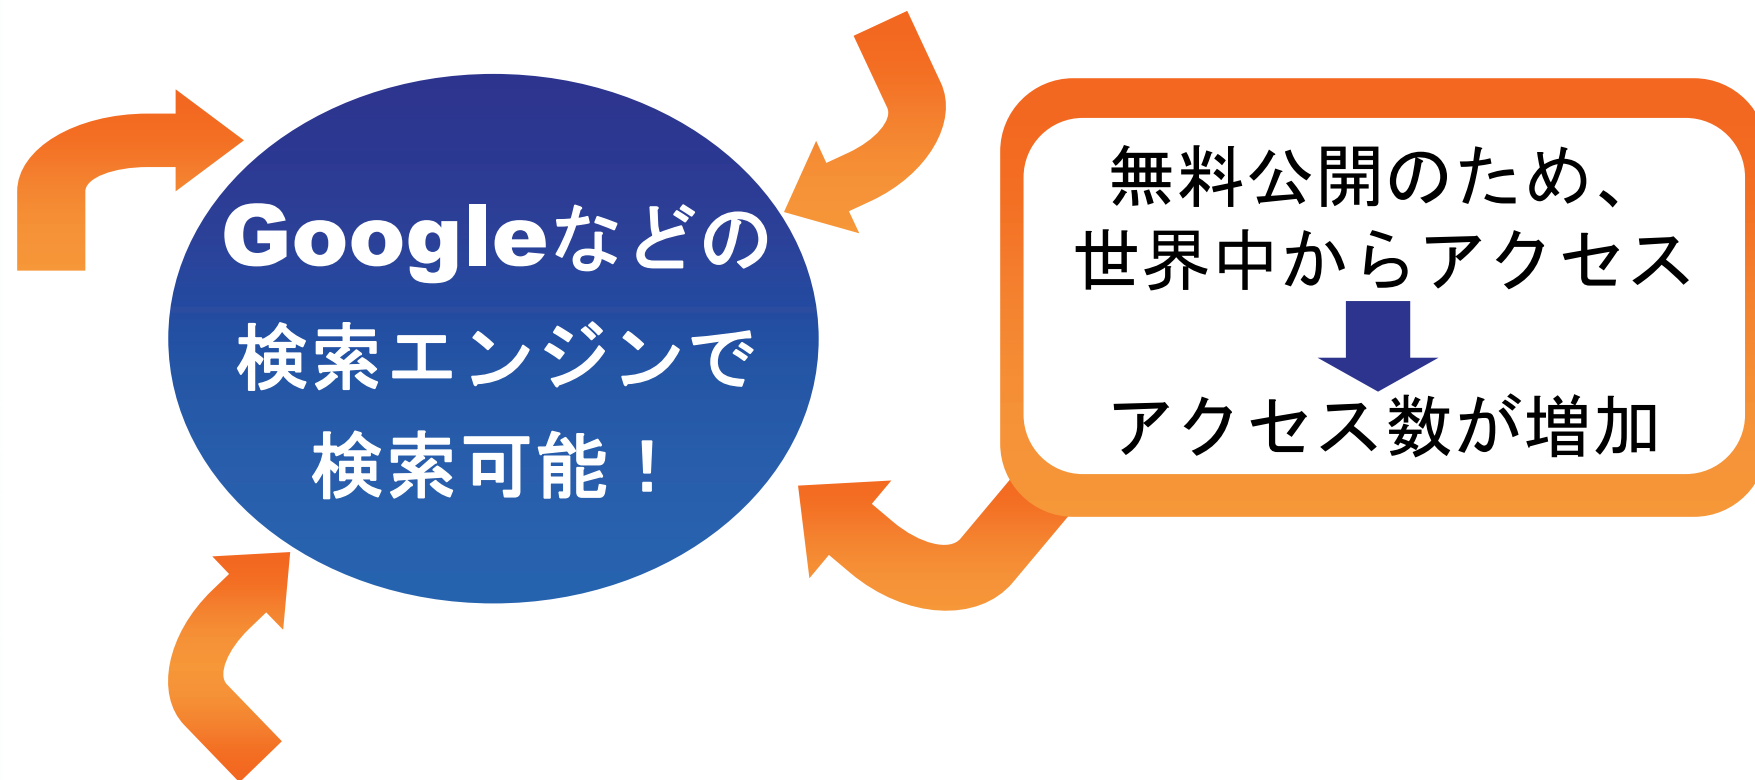 Googleなどの
検索エンジンで
検索可能！
無料公開のため、
世界中からアクセス
アクセス数が増加